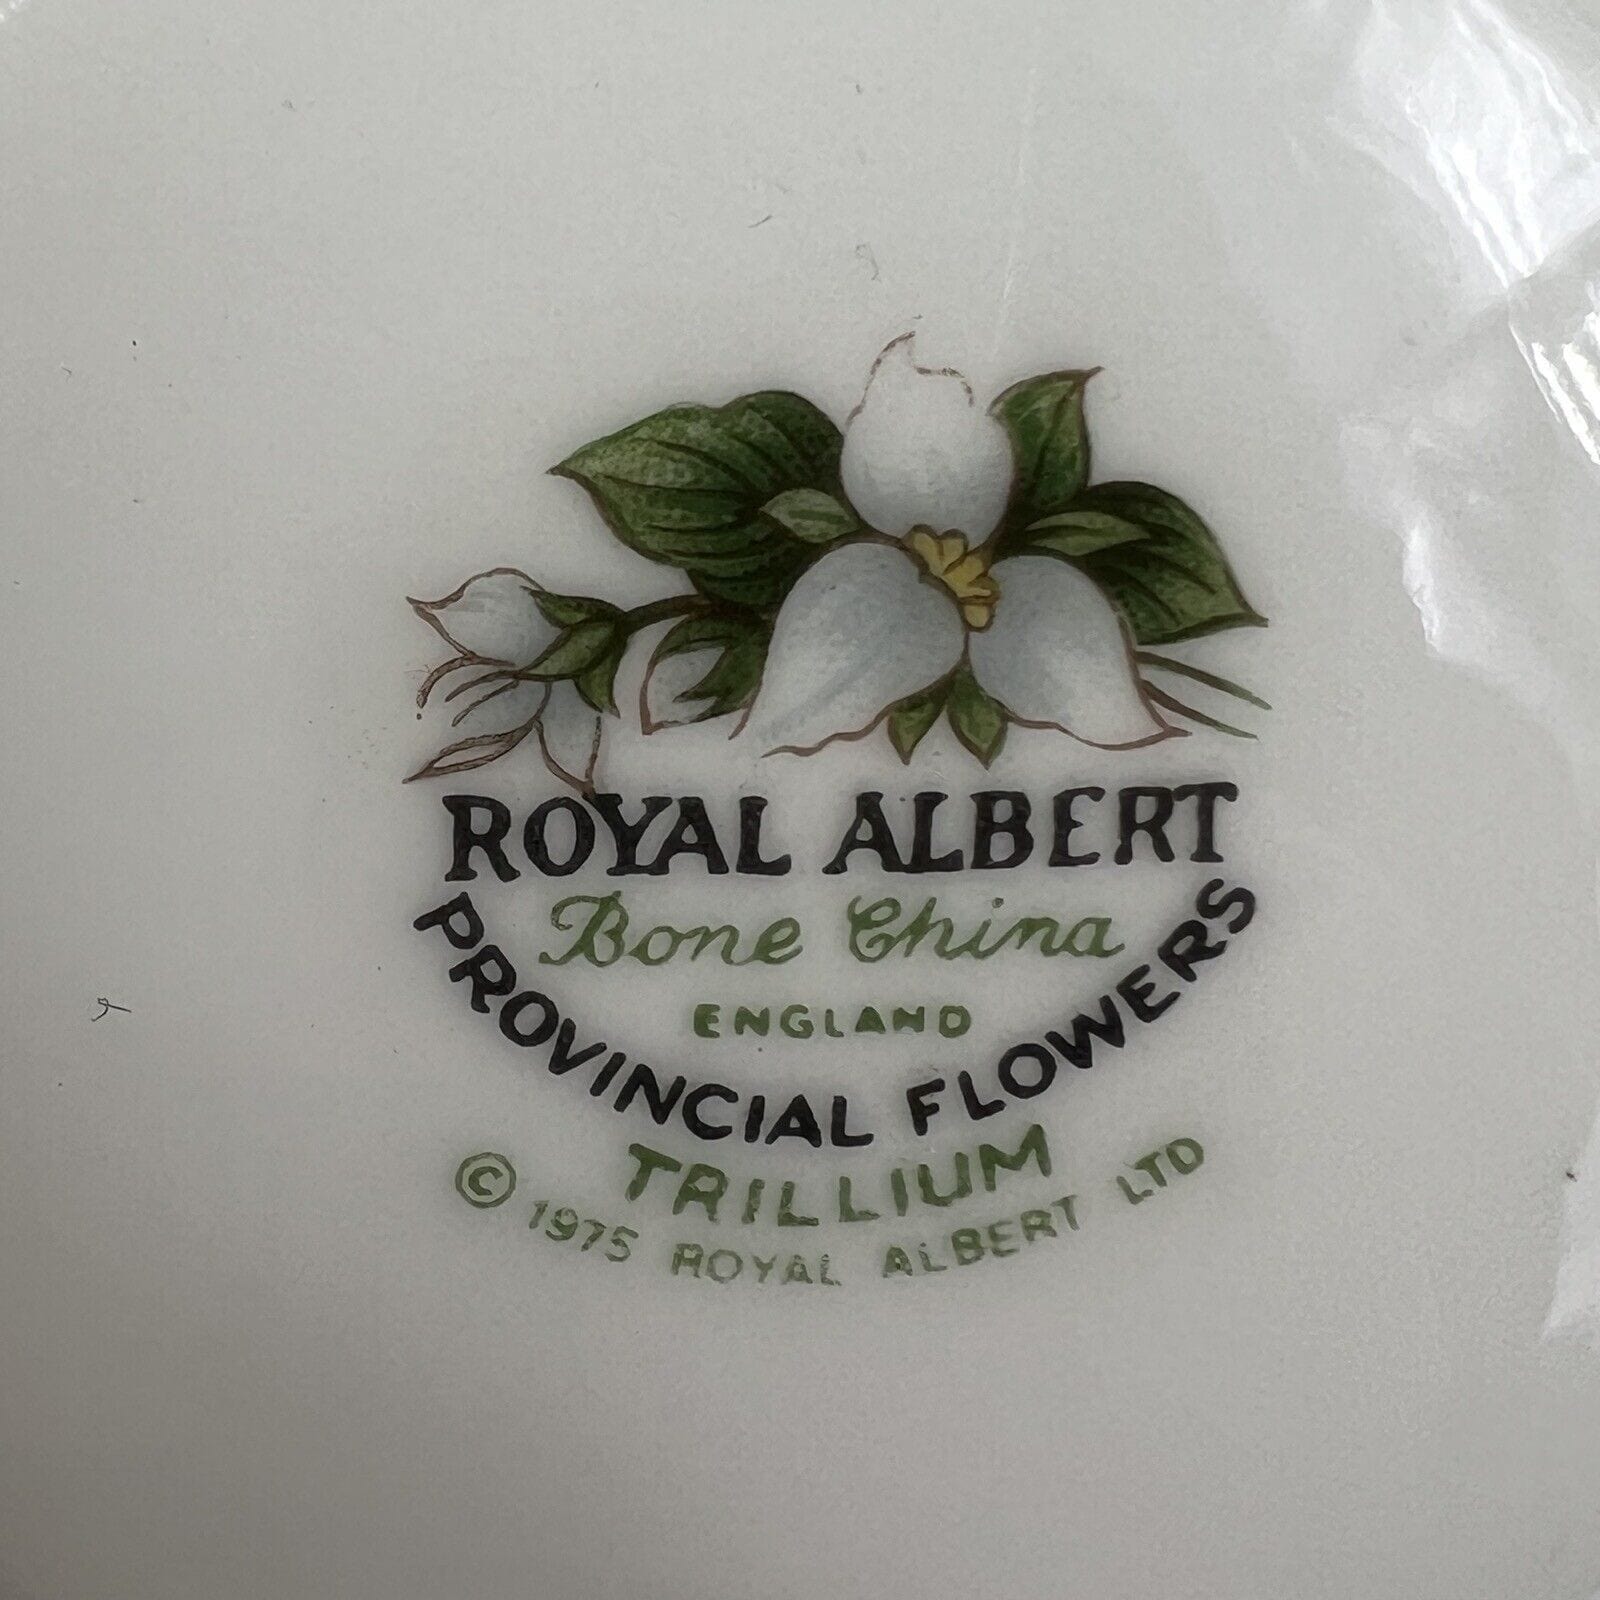 ROYAL ALBERT
Bone China
ENGLAND
PROVINCIAL FLOWERS
TRILLIUM
© 1975 ROYAL ALBERT LTD